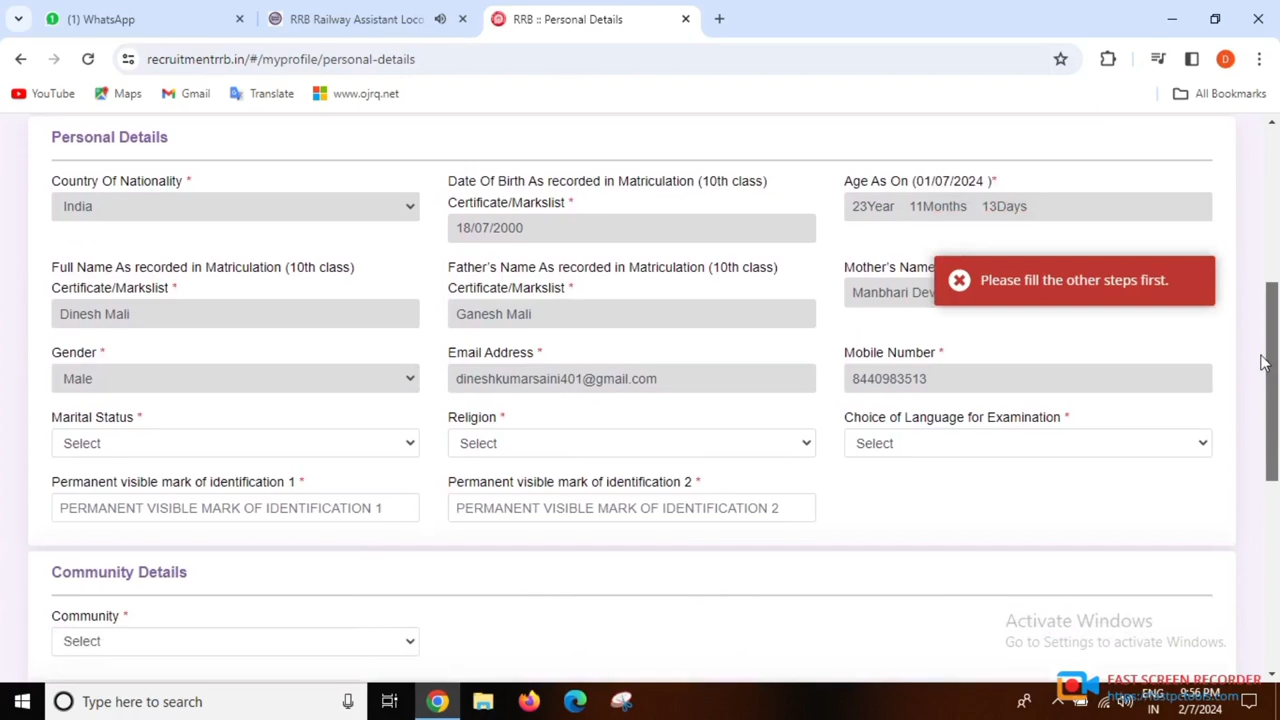 (1) WhatsApp
RRB Railway Assistant Loco
RRB :: Personal Details
recruitmentrrb.in/#/myprofile/personal-details
D
YouTube
Maps
Gmail
Translate
www.ojrq.net
All Bookmarks
Personal Details
Country Of Nationality *
India
Date Of Birth As recorded in Matriculation (10th class)
Certificate/Markslist *
18/07/2000
Age As On (01/07/2024 )*
23Year 11Months 13Days
Full Name As recorded in Matriculation (10th class)
Certificate/Markslist *
Dinesh Mali
Father's Name As recorded in Matriculation (10th class)
Certificate/Markslist *
Ganesh Mali
Mother's Name
Manbhari Dev
Please fill the other steps first.
Gender *
Male
Email Address *
dineshkumarsaini401@gmail.com
Mobile Number *
8440983513
Marital Status *
Select
Religion *
Select
Choice of Language for Examination *
Select
Permanent visible mark of identification 1 *
PERMANENT VISIBLE MARK OF IDENTIFICATION 1
Permanent visible mark of identification 2 *
PERMANENT VISIBLE MARK OF IDENTIFICATION 2
Community Details
Community *
Select
Activate Windows
Go to Settings to activate Windows.
FAST SCREEN RECORDER
Type here to search
ENG
IN
9:56 PM
2/7/2024